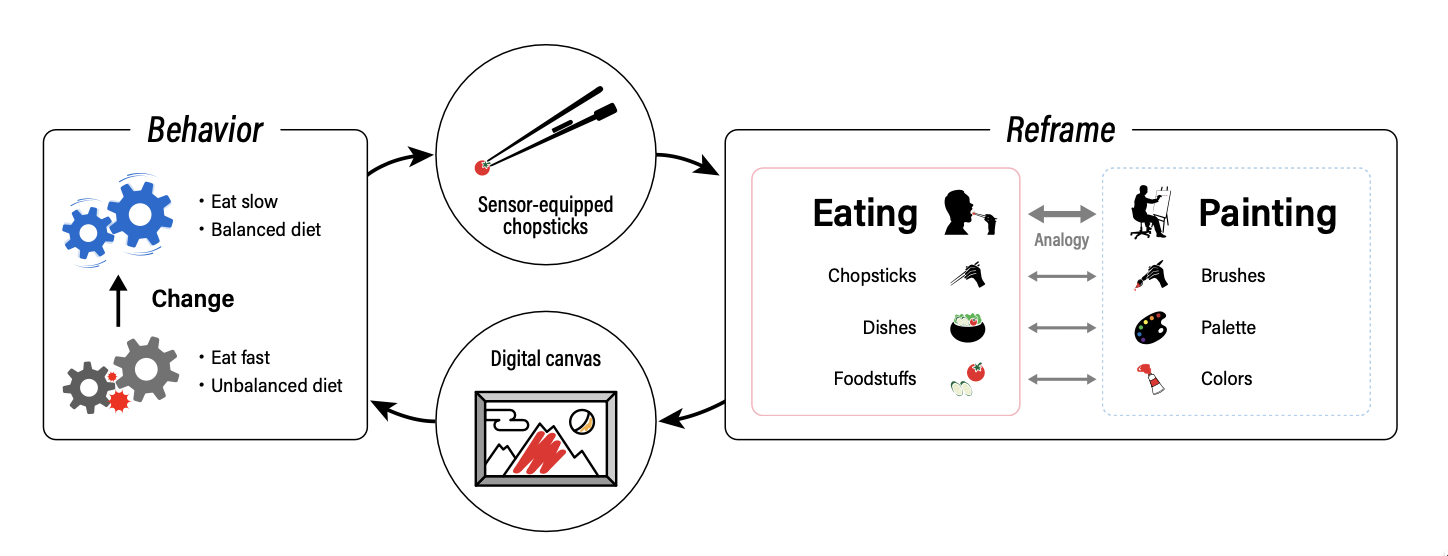 Behavior
・Eat slow
・Balanced diet
Change
・Eat fast
・Unbalanced diet
Sensor-equipped
chopsticks
Digital canvas
Reframe
Eating
Analogy
Painting
Chopsticks
Brushes
Dishes
Palette
Foodstuffs
Colors